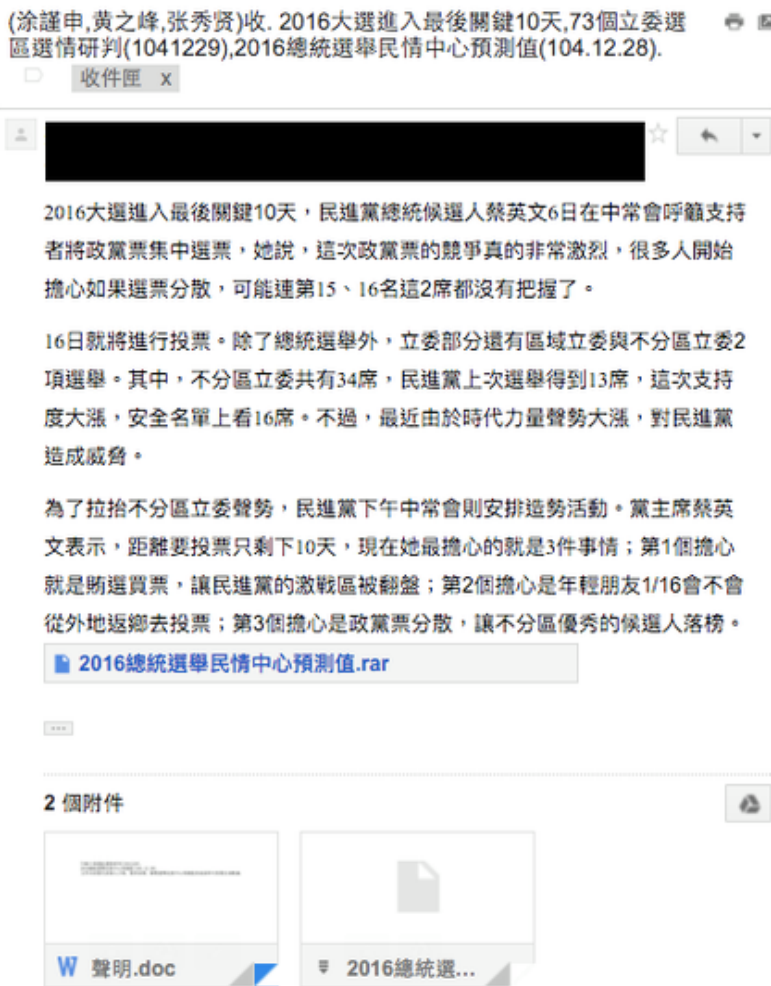 (涂謹申,黄之峰,张秀贤)收. 2016大選進入最後關鍵10天,73個立委選
區選情研判(1041229),2016總統選舉民情中心預測值(104.12.28).
收件匣 x
2016大選進入最後關鍵10天，民進黨總統候選人蔡英文6日在中常會呼籲支持
者將政黨票集中選票，她說，這次政黨票的競爭真的非常激烈，很多人開始
擔心如果選票分散，可能連第15、16名這2席都沒有把握了。
16日就將進行投票。除了總統選舉外，立委部分還有區域立委與不分區立委2
項選舉。其中，不分區立委共有34席，民進黨上次選舉得到13席，這次支持
度大漲，安全名單上看16席。不過，最近由於時代力量聲勢大漲，對民進黨
造成威脅。
為了拉抬不分區立委聲勢，民進黨下午中常會則安排造勢活動。黨主席蔡英
文表示，距離要投票只剩下10天，現在她最擔心的就是3件事情；第1個擔心
就是賄選買票，讓民進黨的激戰區被翻盤；第2個擔心是年輕朋友1/16會不會
從外地返鄉去投票；第3個擔心是政黨票分散，讓不分區優秀的候選人落榜。
2016總統選舉民情中心預測值.rar
2 個附件
W 聲明.doc
2016總統選...